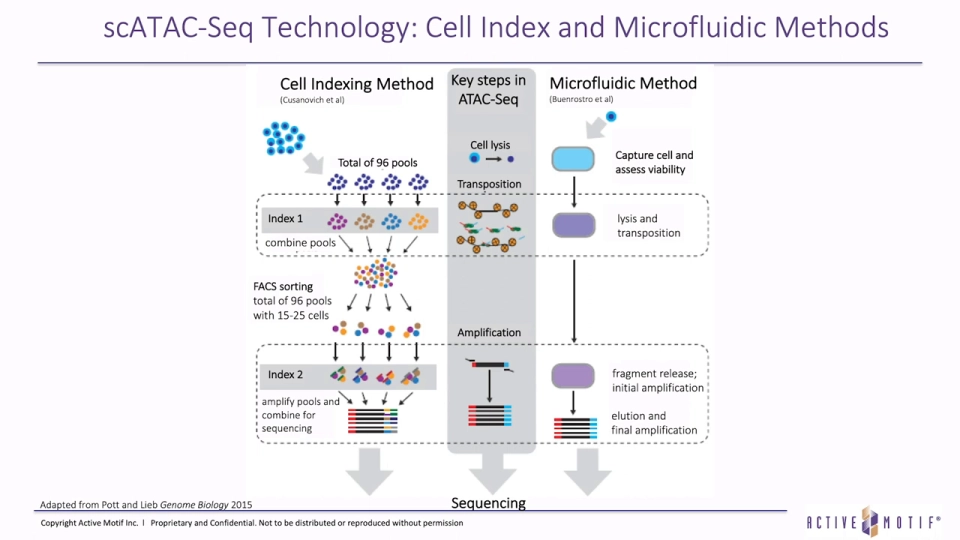 scATAC-Seq Technology: Cell Index and Microfluidic Methods
Cell Indexing Method
(Cusanovich et al)
Total of 96 pools
Index 1
combine pools
FACS sorting
total of 96 pools
with 15-25 cells
Index 2
amplify pools and
combine for
sequencing
Key steps in
ATAC-Seq
Cell lysis
Transposition
Amplification
Sequencing
Microfluidic Method
(Buenrostro et al)
Capture cell and
assess viability
lysis and
transposition
fragment release;
initial amplification
elution and
final amplification
Adapted from Pott and Lieb Genome Biology 2015
Copyright Active Motif Inc. I Proprietary and Confidential. Not to be distributed or reproduced without permission
ACTIVE MOTIF®